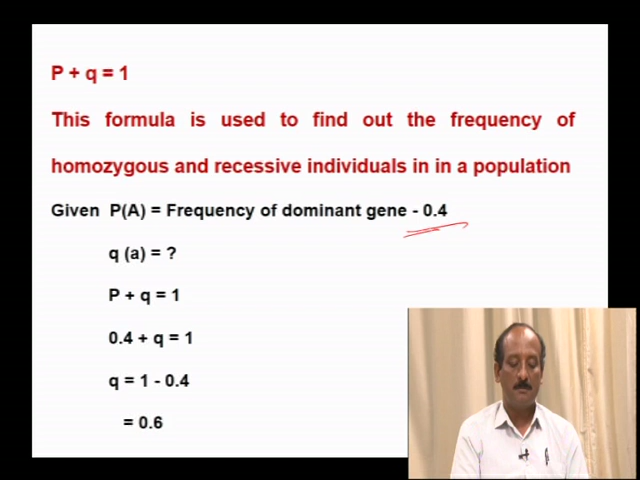 P + q = 1
This formula is used to find out the frequency of
homozygous and recessive individuals in in a population
Given P(A) = Frequency of dominant gene - 0.4
q (a) = ?
P + q = 1
0.4 + q = 1
q = 1 - 0.4
= 0.6